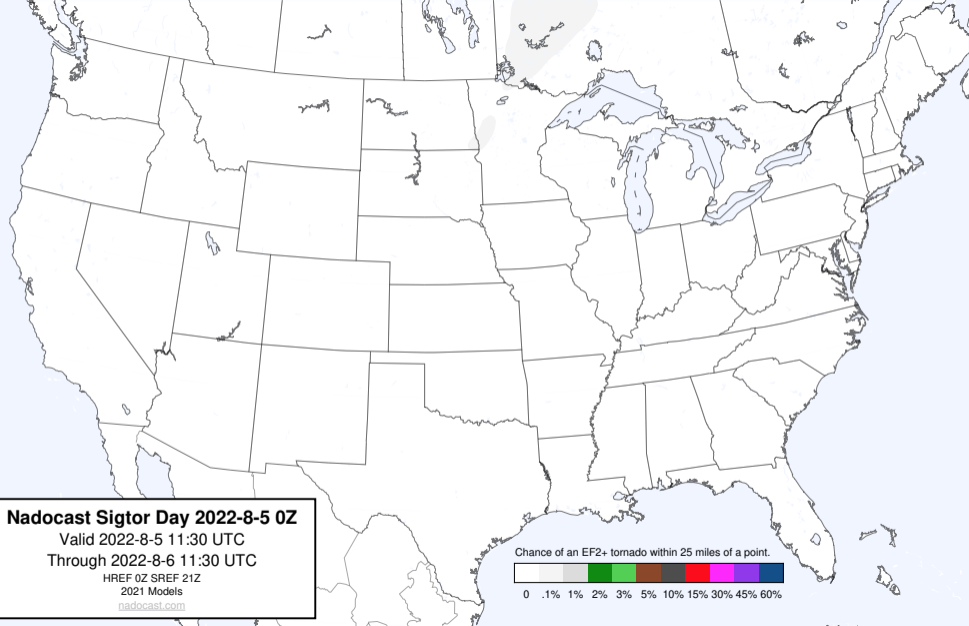 Nadocast Sigtor Day 2022-8-5 0Z
Valid 2022-8-5 11:30 UTC
Through 2022-8-6 11:30 UTC
HREF 0Z SREF 21Z
2021 Models
nadocast.com
Chance of an EF2+ tornado within 25 miles of a point.
0 .1% 1% 2% 3% 5% 10% 15% 30% 45% 60%